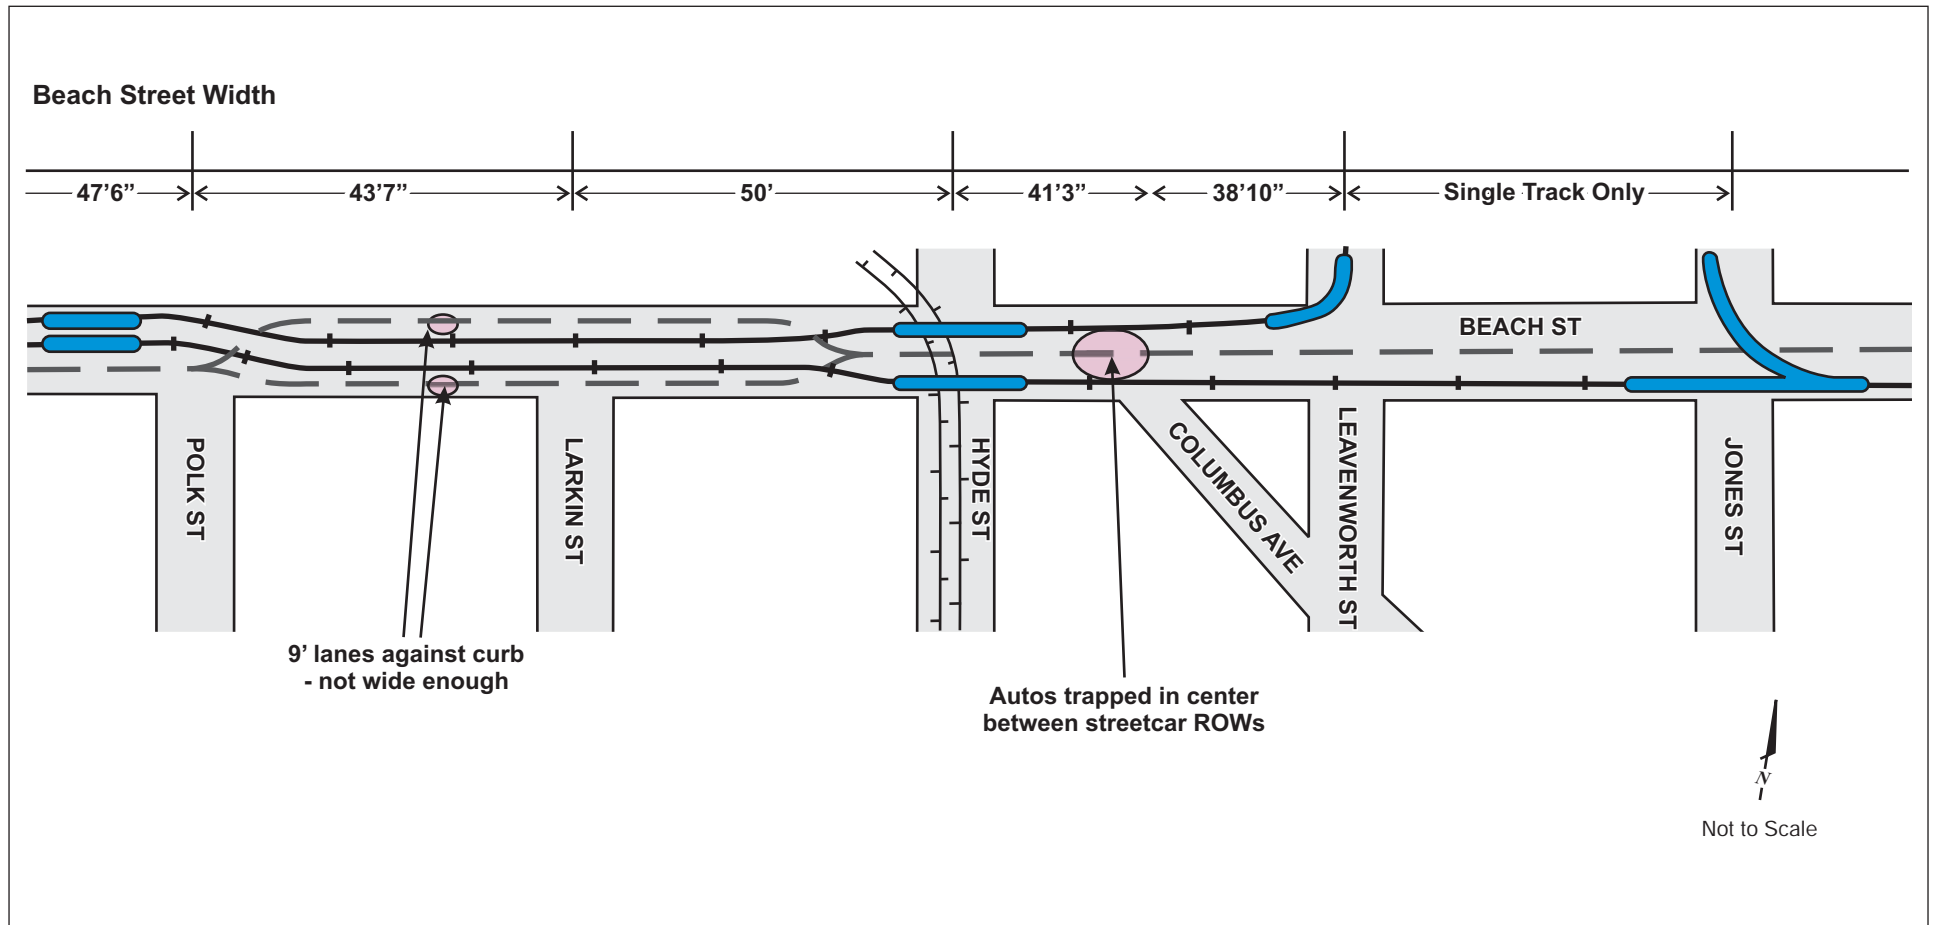 Beach Street Width
47’6”
43’7”
50’
41’3”
38’10”
Single Track Only
BEACH ST
POLK ST
LARKIN ST
HYDE ST
COLUMBUS AVE
LEAVENWORTH ST
JONES ST
9’ lanes against curb
- not wide enough
Autos trapped in center
between streetcar ROWs
N
Not to Scale